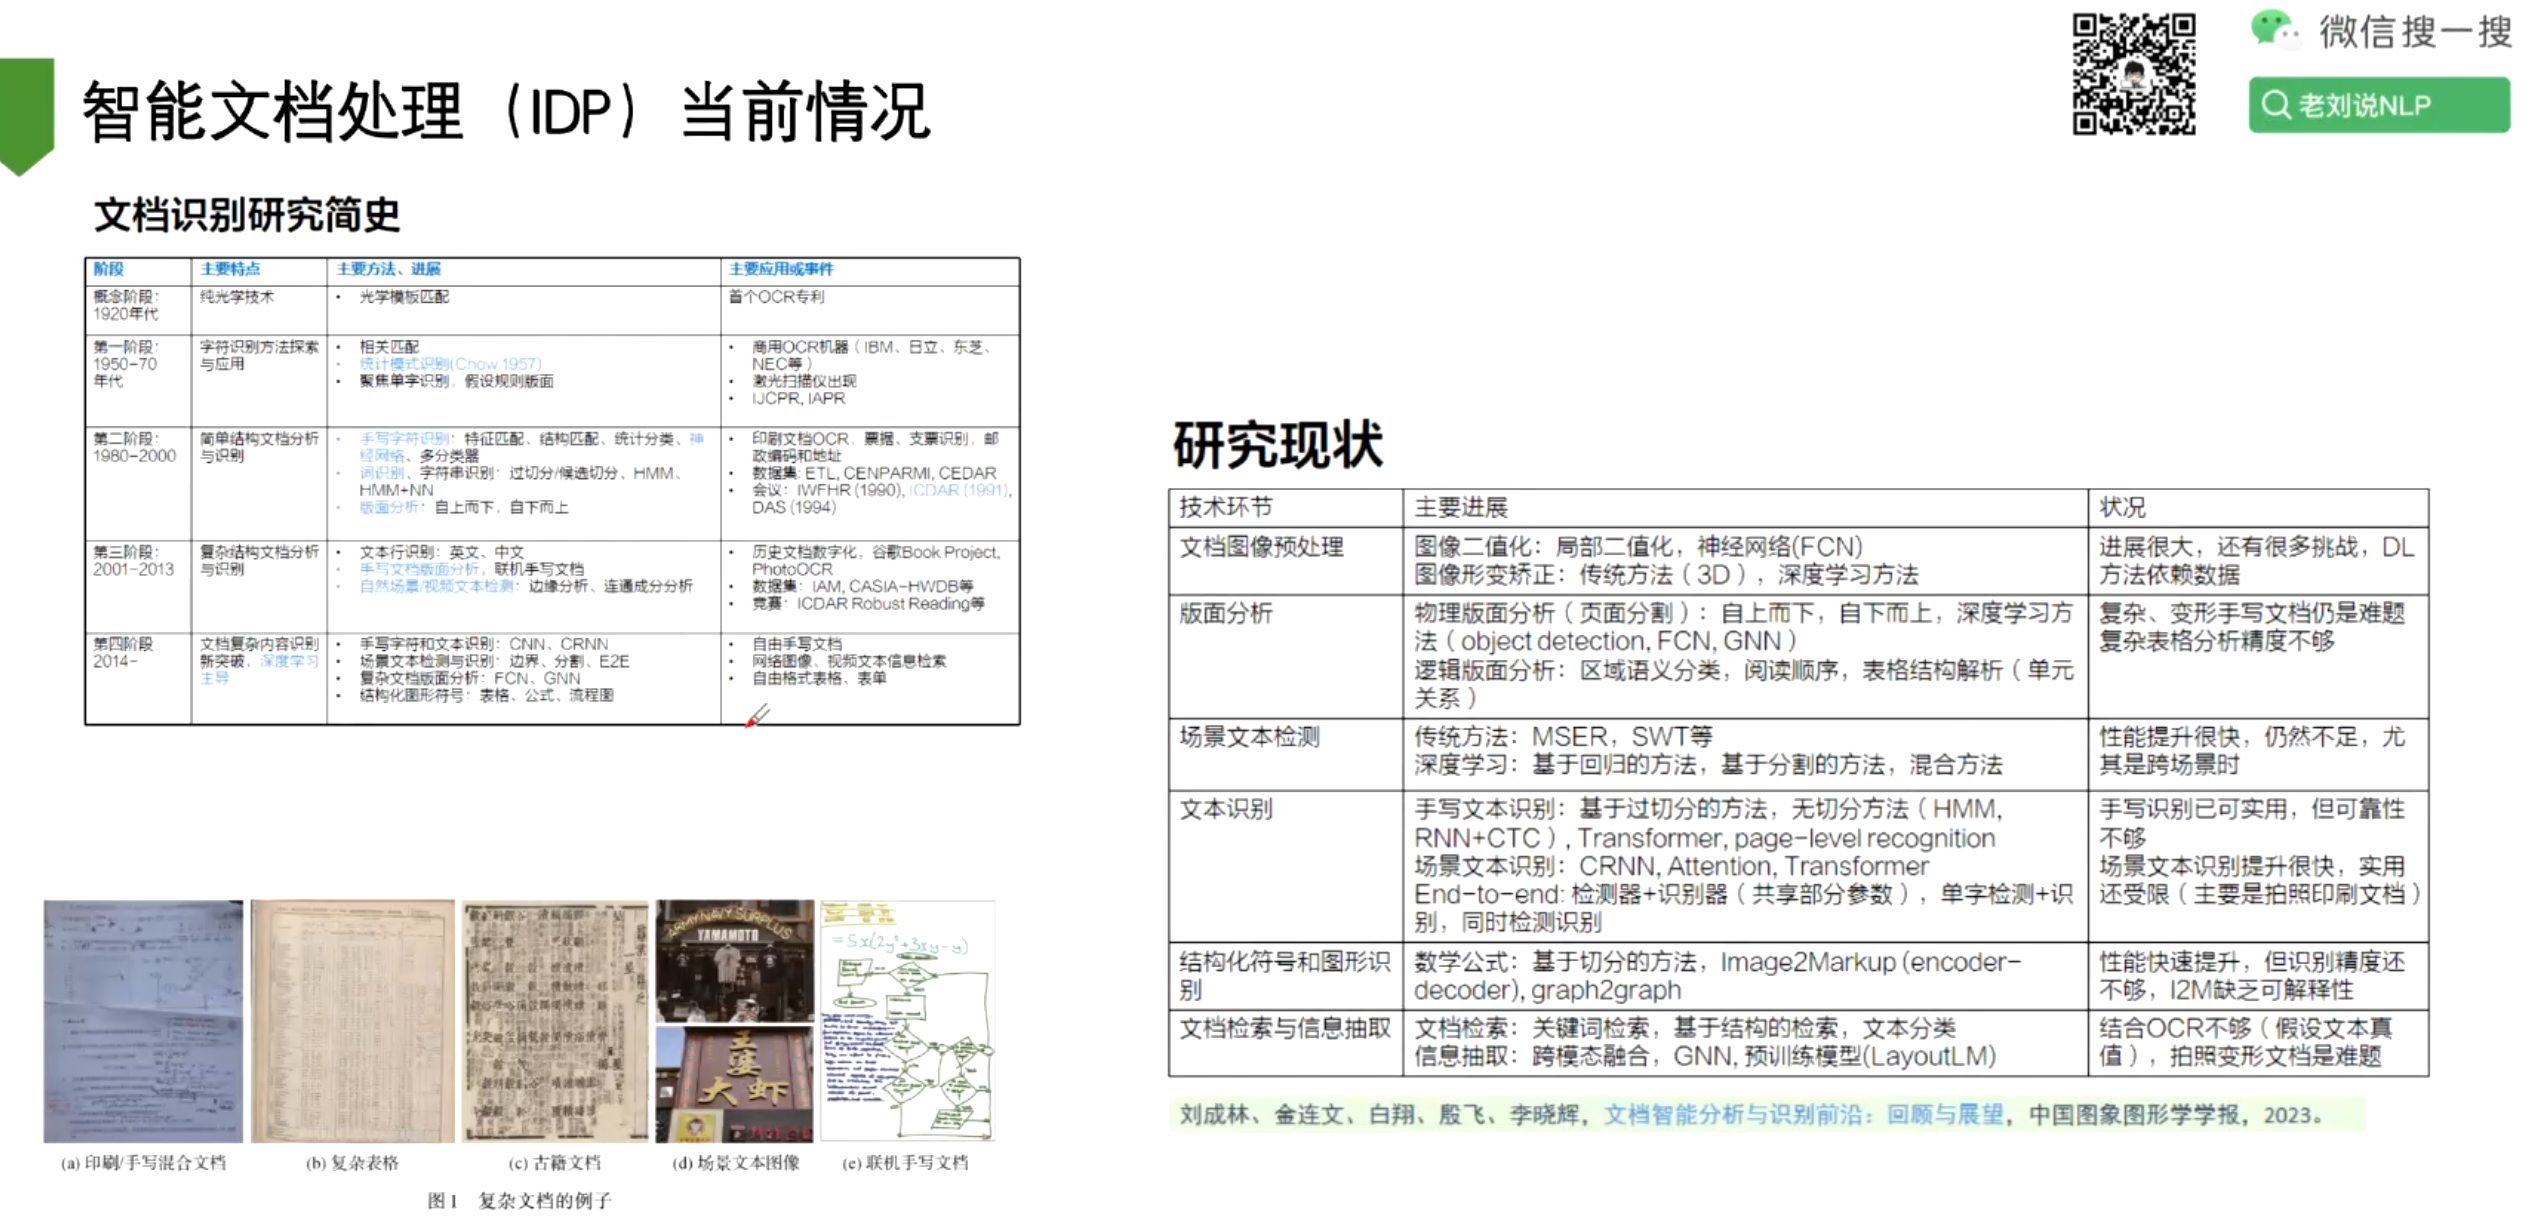 微信搜一搜
老刘说NLP
智能文档处理（IDP）当前情况
文档识别研究简史
阶段 主要特点 主要方法、进展 主要应用或事件
概念阶段： 纯光学技术 • 光学模板匹配 首个OCR专利
1920年代
第一阶段： 字符识别方法探索 • 相关匹配 • 商用OCR机器（IBM、日立、东芝、
1950-70 与应用 • 统计模式识别(Chow 1957) NEC等）
年代 • 聚焦单字识别，假设规则版面 • 激光扫描仪出现
• IJCPR, IAPR
第二阶段： 简单结构文档分析 • 手写字符识别：特征匹配、结构匹配、统计分类、神 • 印刷文档OCR，票据、支票识别，邮
1980-2000 与识别 经网络、多分类器 政编码和地址
• 词识别、字符串识别：过切分/候选切分、HMM、 • 数据集: ETL, CENPARMI, CEDAR
HMM+NN • 会议：IWFHR (1990), ICDAR (1991),
• 版面分析：自上而下，自下而上 DAS (1994)
第三阶段： 复杂结构文档分析 • 文本行识别：英文、中文 • 历史文档数字化，谷歌Book Project,
2001-2013 与识别 • 手写文档版面分析，联机手写文档 PhotoOCR
• 自然场景/视频文本检测：边缘分析、连通成分分析 • 数据集：IAM, CASIA-HWDB等
• 竞赛：ICDAR Robust Reading等
第四阶段 文档复杂内容识别 • 手写字符和文本识别：CNN、CRNN • 自由手写文档
2014- 新突破，深度学习 • 场景文本检测与识别：边界、分割、E2E • 网络图像、视频文本信息检索
主导 • 复杂文档版面分析：FCN、GNN • 自由格式表格、表单
• 结构化图形符号：表格、公式、流程图
ARMY NAVY SURPLUS
YAMAMOTO
王婆
大虾
=5x(2y²+3xy-y)
(a) 印刷/手写混合文档 (b) 复杂表格 (c) 古籍文档 (d) 场景文本图像 (e) 联机手写文档
图1 复杂文档的例子
研究现状
技术环节 主要进展 状况
文档图像预处理 图像二值化：局部二值化，神经网络(FCN) 进展很大，还有很多挑战，DL
图像形变矫正：传统方法（3D），深度学习方法 方法依赖数据
版面分析 物理版面分析（页面分割）：自上而下，自下而上，深度学习方 复杂、变形手写文档仍是难题
法（object detection, FCN, GNN） 复杂表格分析精度不够
逻辑版面分析：区域语义分类，阅读顺序，表格结构解析（单元
关系）
场景文本检测 传统方法：MSER，SWT等 性能提升很快，仍然不足，尤
深度学习：基于回归的方法，基于分割的方法，混合方法 其是跨场景时
文本识别 手写文本识别：基于过切分的方法，无切分方法（HMM, 手写识别已可实用，但可靠性
RNN+CTC），Transformer, page-level recognition 不够
场景文本识别：CRNN, Attention, Transformer 场景文本识别提升很快，实用
End-to-end: 检测器+识别器（共享部分参数），单字检测+识 还受限（主要是拍照印刷文档）
别，同时检测识别
结构化符号和图形识 数学公式：基于切分的方法，Image2Markup (encoder- 性能快速提升，但识别精度还
别 decoder), graph2graph 不够，I2M缺乏可解释性
文档检索与信息抽取 文档检索：关键词检索，基于结构的检索，文本分类 结合OCR不够（假设文本真
信息抽取：跨模态融合，GNN, 预训练模型(LayoutLM) 值），拍照变形文档是难题
刘成林、金连文、白翔、殷飞、李晓辉，文档智能分析与识别前沿：回顾与展望，中国图象图形学学报，2023。